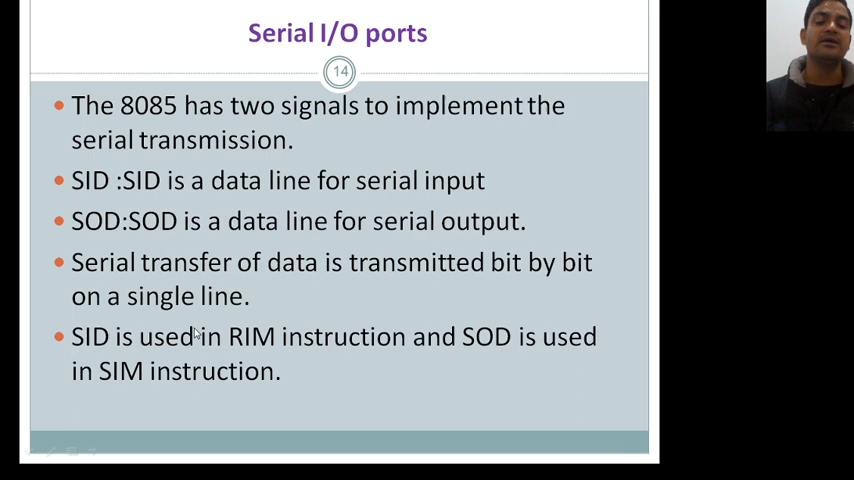 Serial I/O ports
14
• The 8085 has two signals to implement the
serial transmission.
• SID :SID is a data line for serial input
• SOD:SOD is a data line for serial output.
• Serial transfer of data is transmitted bit by bit
on a single line.
• SID is used in RIM instruction and SOD is used
in SIM instruction.